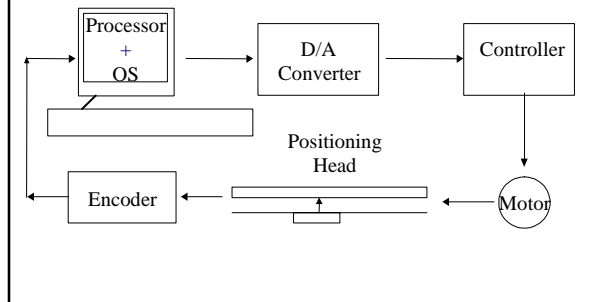 Processor
+
OS
D/A
Converter
Controller
Positioning
Head
Encoder
Motor